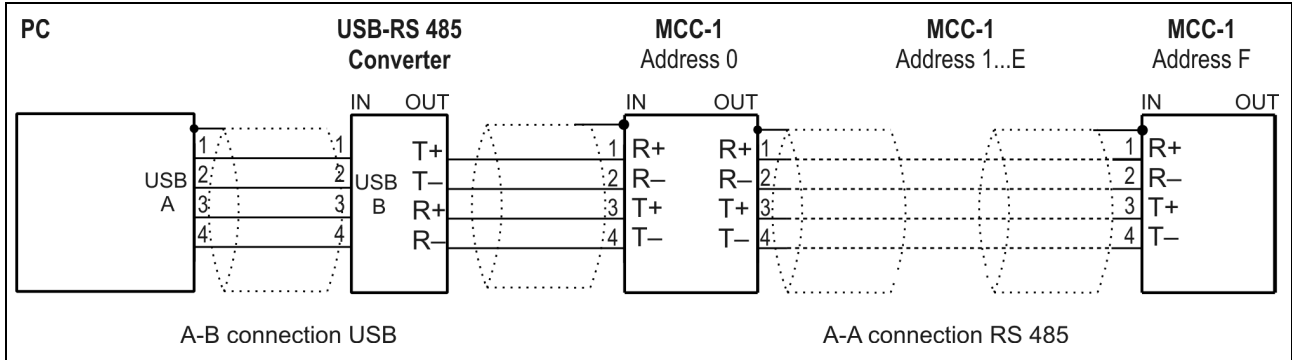 PC USB-RS 485 MCC-1 MCC-1 MCC-1
Converter Address 0 Address 1...E Address F
IN OUT IN OUT IN OUT
1 1 T+ 1 R+ R+ 1 1 R+
USB 2 2 USB T– 2 R– R– 2 2 R–
A 3 3 B R+ 3 T+ T+ 3 3 T+
4 4 R– 4 T– T– 4 4 T–
A-B connection USB A-A connection RS 485